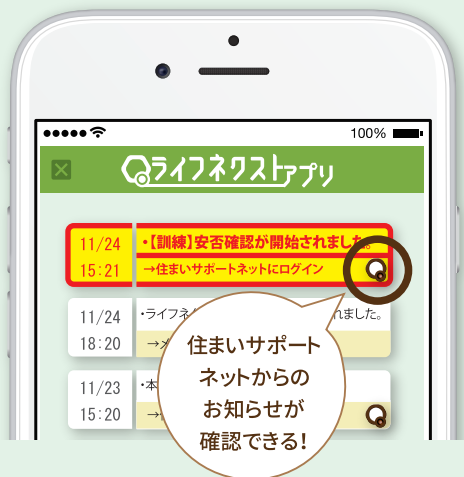 100%
ライフネクストアプリ
11/24
15:21
・【訓練】安否確認が開始されました。
→住まいサポートネットにログイン
11/24
18:20
・ライフネ
れました。
→
11/23
15:20
・本
→
住まいサポート
ネットからの
お知らせが
確認できる!